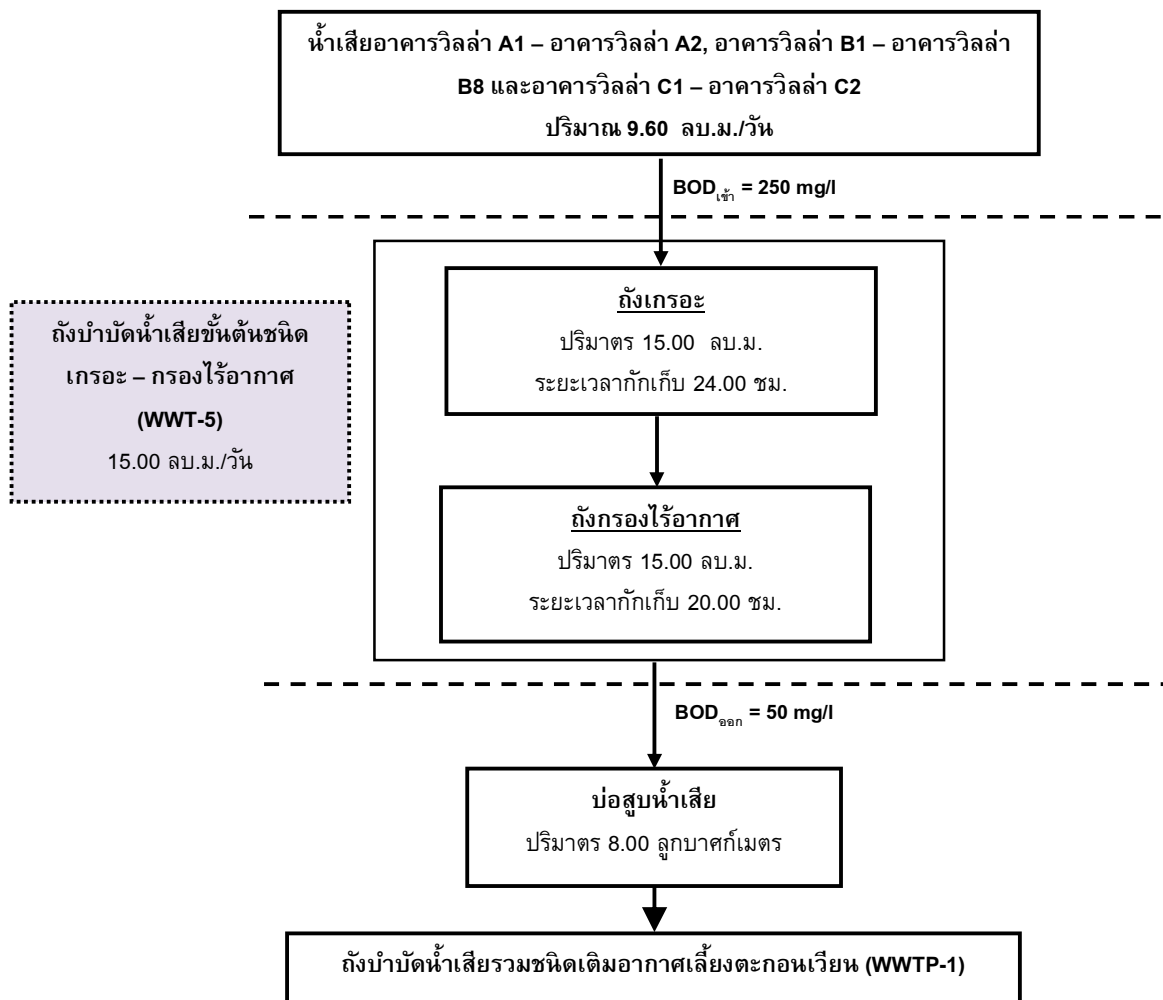 น้ำเสียอาคารวิลล่า A1 – อาคารวิลล่า A2, อาคารวิลล่า B1 – อาคารวิลล่า
B8 และอาคารวิลล่า C1 – อาคารวิลล่า C2
ปริมาณ 9.60 ลบ.ม./วัน
BODเข้า = 250 mg/l
ถังบำบัดน้ำเสียขั้นต้นชนิด
เกรอะ – กรองไร้อากาศ
(WWT-5)
15.00 ลบ.ม./วัน
ถังเกรอะ
ปริมาตร 15.00 ลบ.ม.
ระยะเวลากักเก็บ 24.00 ชม.
ถังกรองไร้อากาศ
ปริมาตร 15.00 ลบ.ม.
ระยะเวลากักเก็บ 20.00 ชม.
BODออก = 50 mg/l
บ่อสูบน้ำเสีย
ปริมาตร 8.00 ลูกบาศก์เมตร
ถังบำบัดน้ำเสียรวมชนิดเติมอากาศเลี้ยงตะกอนเวียน (WWTP-1)